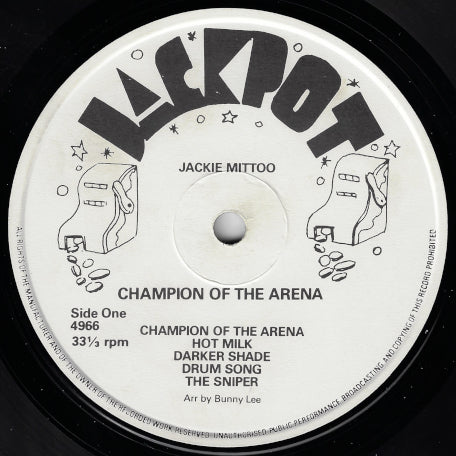 JACKPOT
JACKIE MITTOO
CHAMPION OF THE ARENA
Side One
4966
33⅓ rpm
CHAMPION OF THE ARENA
HOT MILK
DARKER SHADE
DRUM SONG
THE SNIPER
Arr by Bunny Lee
ALL RIGHTS OF THE MANUFACTURER AND OF THE OWNER OF THE RECORDED WORK RESERVED. UNAUTHORISED PUBLIC PERFORMANCE, BROADCASTING AND COPYING OF THIS RECORD PROHIBITED